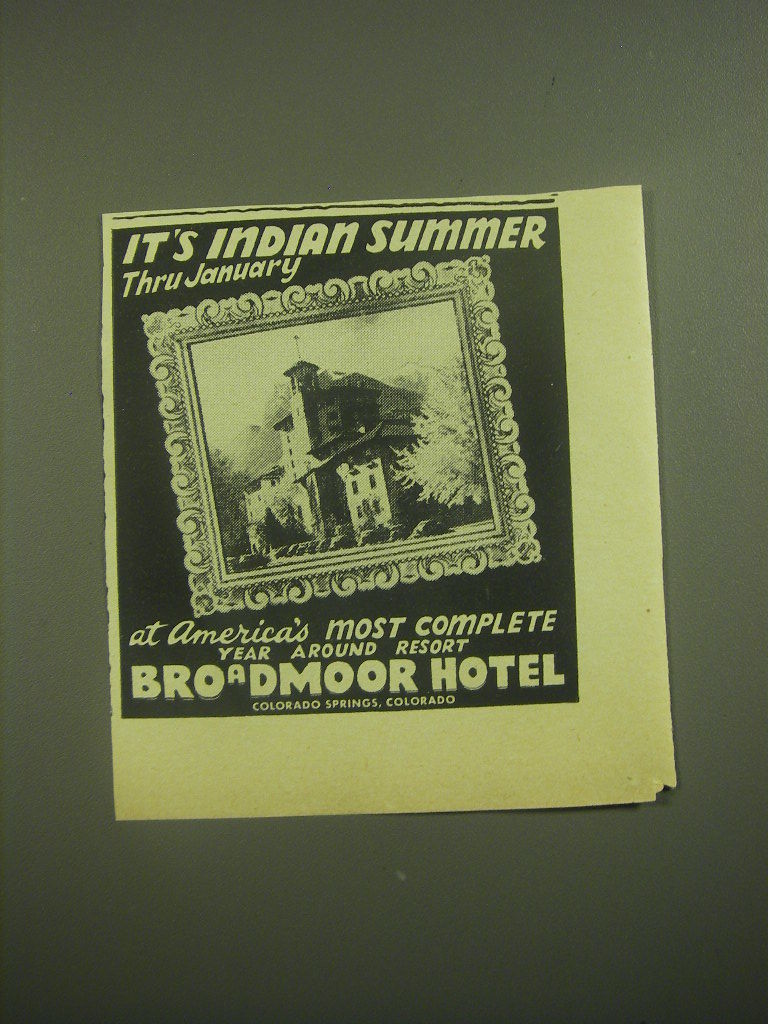 IT'S INDIAN SUMMER
Thru January
at America's MOST COMPLETE
YEAR AROUND RESORT
BROADMOOR HOTEL
COLORADO SPRINGS, COLORADO